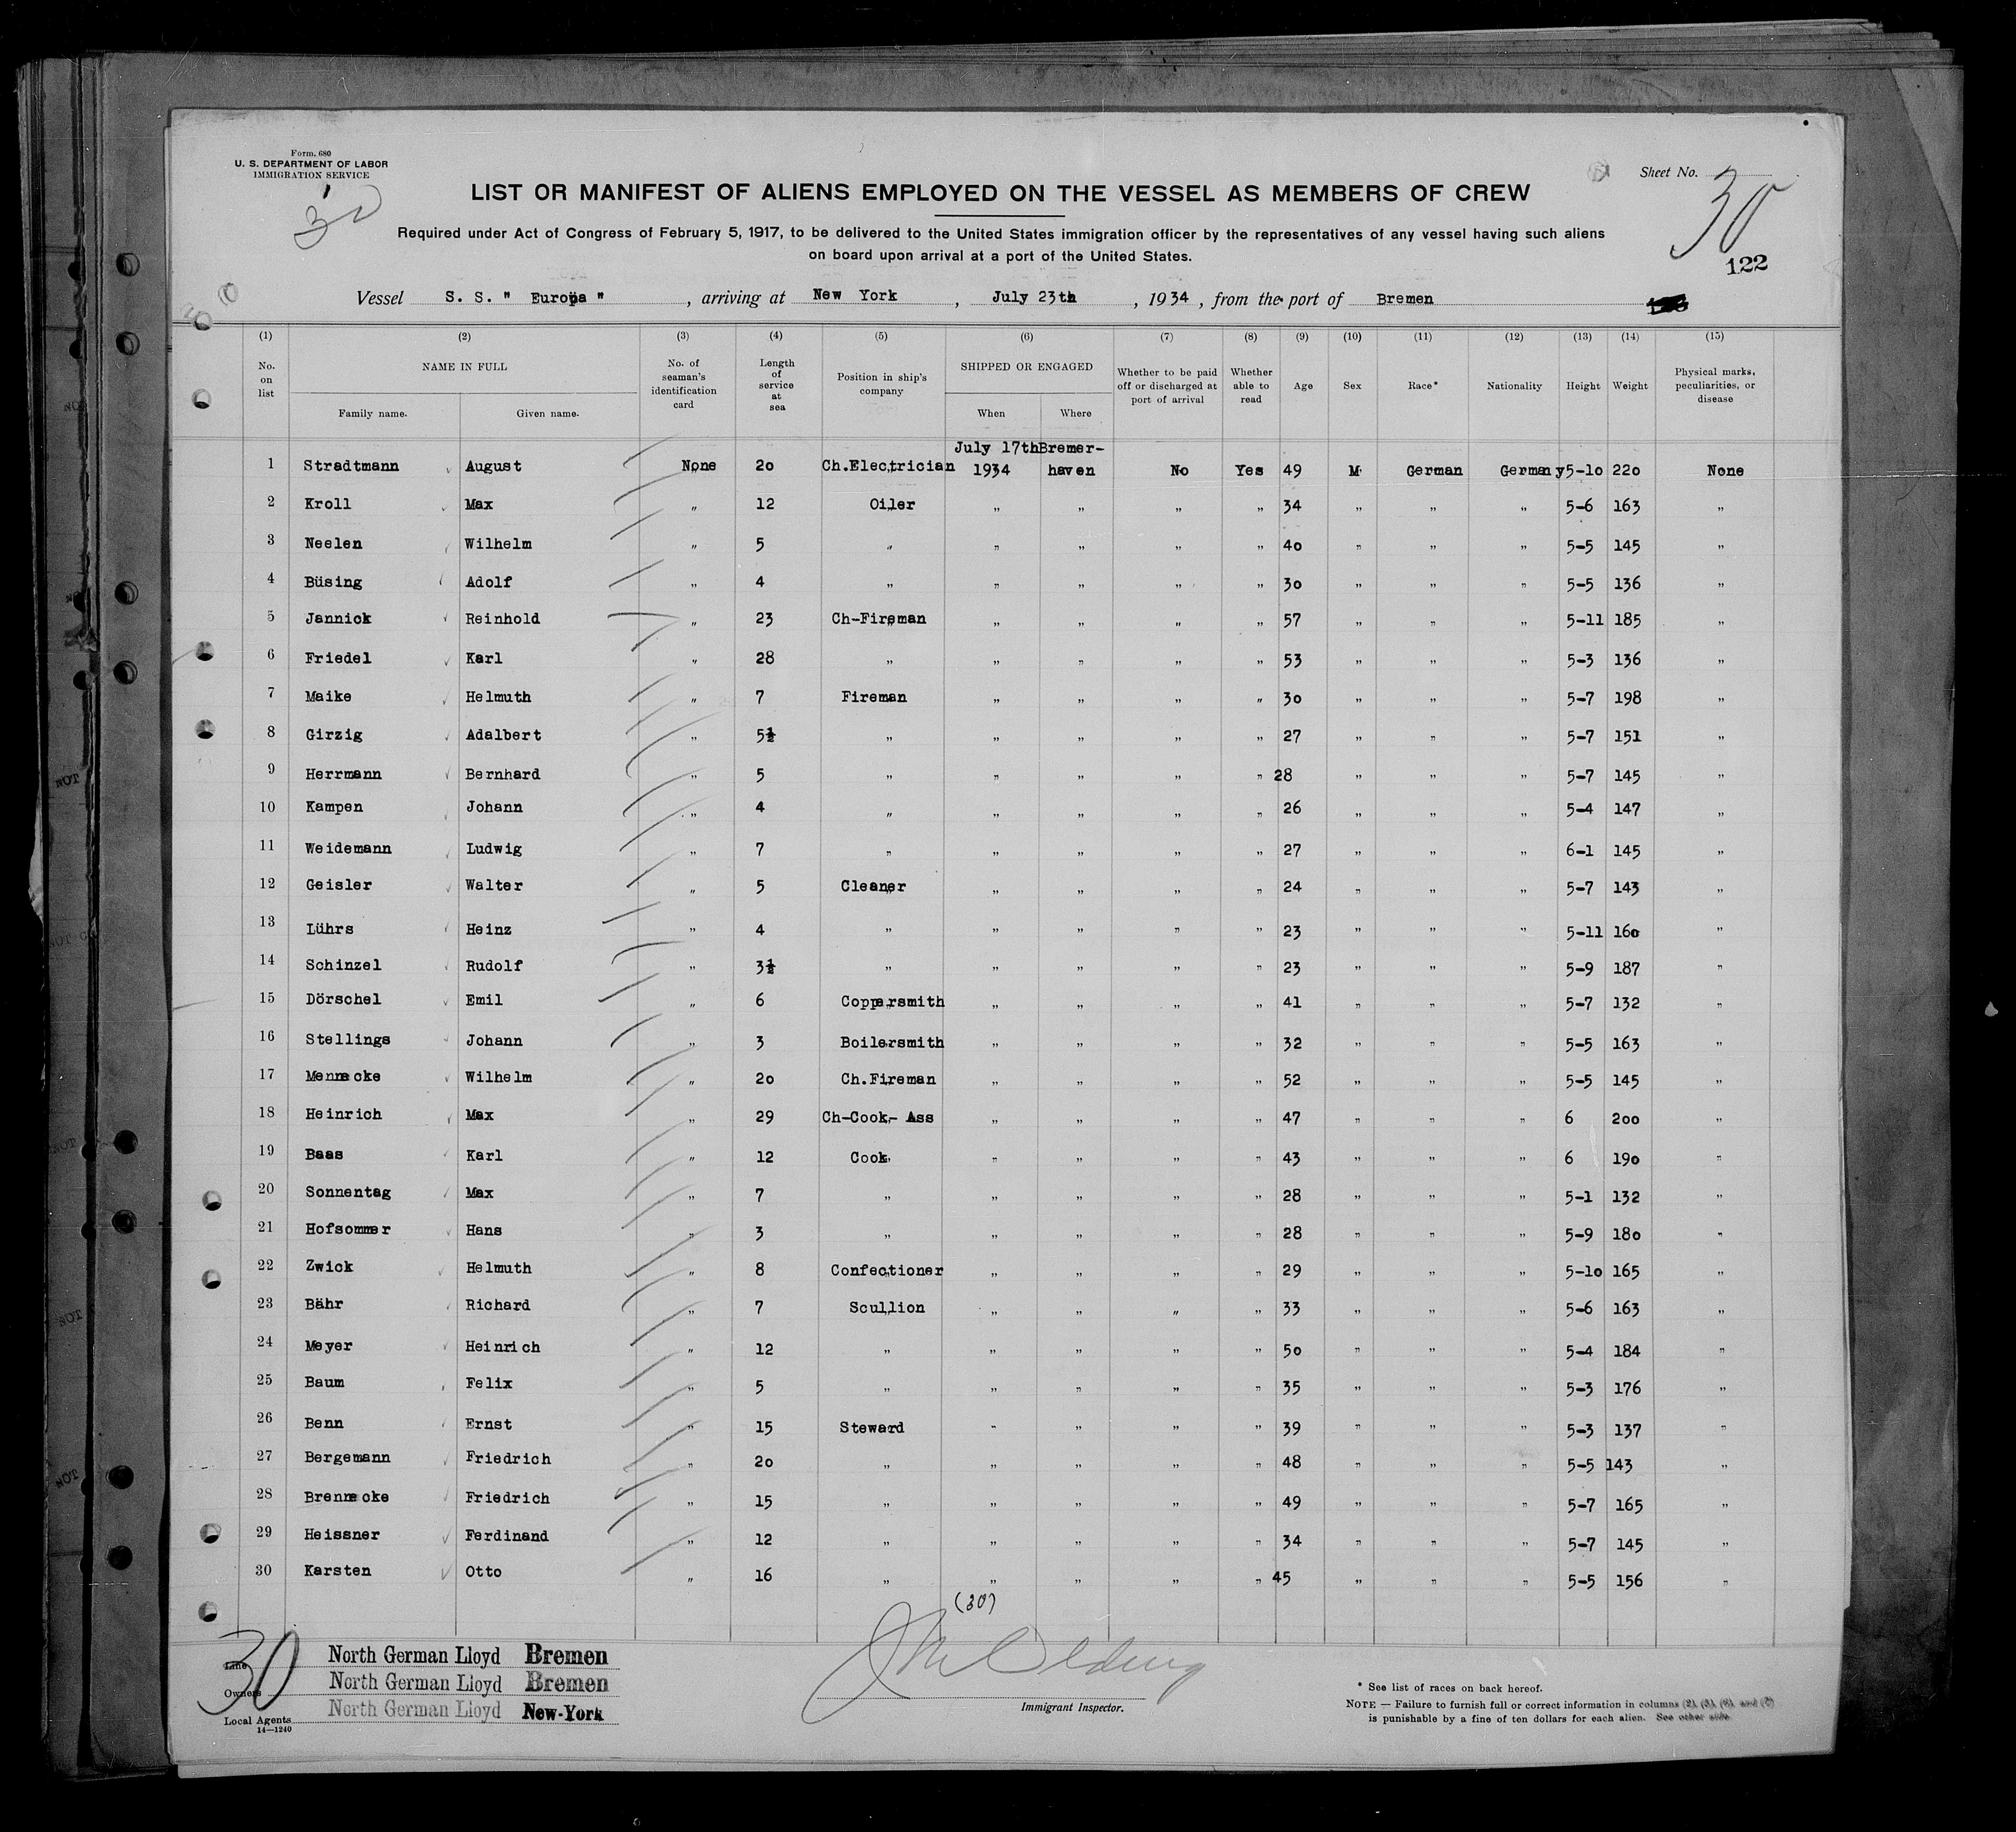 Form. 680
U. S. DEPARTMENT OF LABOR
IMMIGRATION SERVICE
30
Sheet No. 30
LIST OR MANIFEST OF ALIENS EMPLOYED ON THE VESSEL AS MEMBERS OF CREW
Required under Act of Congress of February 5, 1917, to be delivered to the United States immigration officer by the representatives of any vessel having such aliens
on board upon arrival at a port of the United States.
122
Vessel S. S. " Europa " , arriving at New York , July 23th , 1934 , from the port of Bremen
(1) (2) (3) (4) (5) (6) (7) (8) (9) (10) (11) (12) (13) (14) (15)
No. on list NAME IN FULL Family name. Given name. No. of seaman's identification card Length of service at sea Position in ship's company SHIPPED OR ENGAGED When Where Whether to be paid off or discharged at port of arrival Whether able to read Age Sex Race* Nationality Height Weight Physical marks, peculiarities, or disease
1 Stradtmann August None 20 Ch.Electrician July 17th 1934 Bremer-haven No Yes 49 M German Germany 5-10 220 None
2 Kroll Max " 12 Oiler " " " " 34 " " " 5-6 163 "
3 Neelen Wilhelm " 5 " " " " " 40 " " " 5-5 145 "
4 Büsing Adolf " 4 " " " " " 30 " " " 5-5 136 "
5 Jannick Reinhold " 23 Ch-Fireman " " " " 57 " " " 5-11 185 "
6 Friedel Karl " 28 " " " " " 53 " " " 5-3 136 "
7 Maike Helmuth " 7 Fireman " " " " 30 " " " 5-7 198 "
8 Girzig Adalbert " 5½ " " " " " 27 " " " 5-7 151 "
9 Herrmann Bernhard " 5 " " " " " 28 " " " 5-7 145 "
10 Kampen Johann " 4 " " " " " 26 " " " 5-4 147 "
11 Weidemann Ludwig " 7 " " " " " 27 " " " 6-1 145 "
12 Geisler Walter " 5 Cleaner " " " " 24 " " " 5-7 143 "
13 Lührs Heinz " 4 " " " " " 23 " " " 5-11 160 "
14 Schinzel Rudolf " 3½ " " " " " 23 " " " 5-9 187 "
15 Dörschel Emil " 6 Coppersmith " " " " 41 " " " 5-7 132 "
16 Stellings Johann " 3 Boilersmith " " " " 32 " " " 5-5 163 "
17 Mennecke Wilhelm " 20 Ch.Fireman " " " " 52 " " " 5-5 145 "
18 Heinrich Max " 29 Ch-Cook- Ass " " " " 47 " " " 6 200 "
19 Baas Karl " 12 Cook " " " " 43 " " " 6 190 "
20 Sonnentag Max " 7 " " " " " 28 " " " 5-1 132 "
21 Hofsommer Hans " 3 " " " " " 28 " " " 5-9 180 "
22 Zwick Helmuth " 8 Confectioner " " " " 29 " " " 5-10 165 "
23 Bähr Richard " 7 Scullion " " " " 33 " " " 5-6 163 "
24 Meyer Heinrich " 12 " " " " " 50 " " " 5-4 184 "
25 Baum Felix " 5 " " " " " 35 " " " 5-3 176 "
26 Benn Ernst " 15 Steward " " " " 39 " " " 5-3 137 "
27 Bergemann Friedrich " 20 " " " " " 48 " " " 5-5 143 "
28 Brennecke Friedrich " 15 " " " " " 49 " " " 5-7 165 "
29 Heissner Ferdinand " 12 " " " " " 34 " " " 5-7 145 "
30 Karsten Otto " 16 " " " " " 45 " " " 5-5 156 "
(30)
30
Line North German Lloyd Bremen
Owners North German Lloyd Bremen
Local Agents North German Lloyd New-York
14—1240
Immigrant Inspector.
* See list of races on back hereof.
NOTE — Failure to furnish full or correct information in columns (2), (5), (6), and (7)
is punishable by a fine of ten dollars for each alien. See other side.